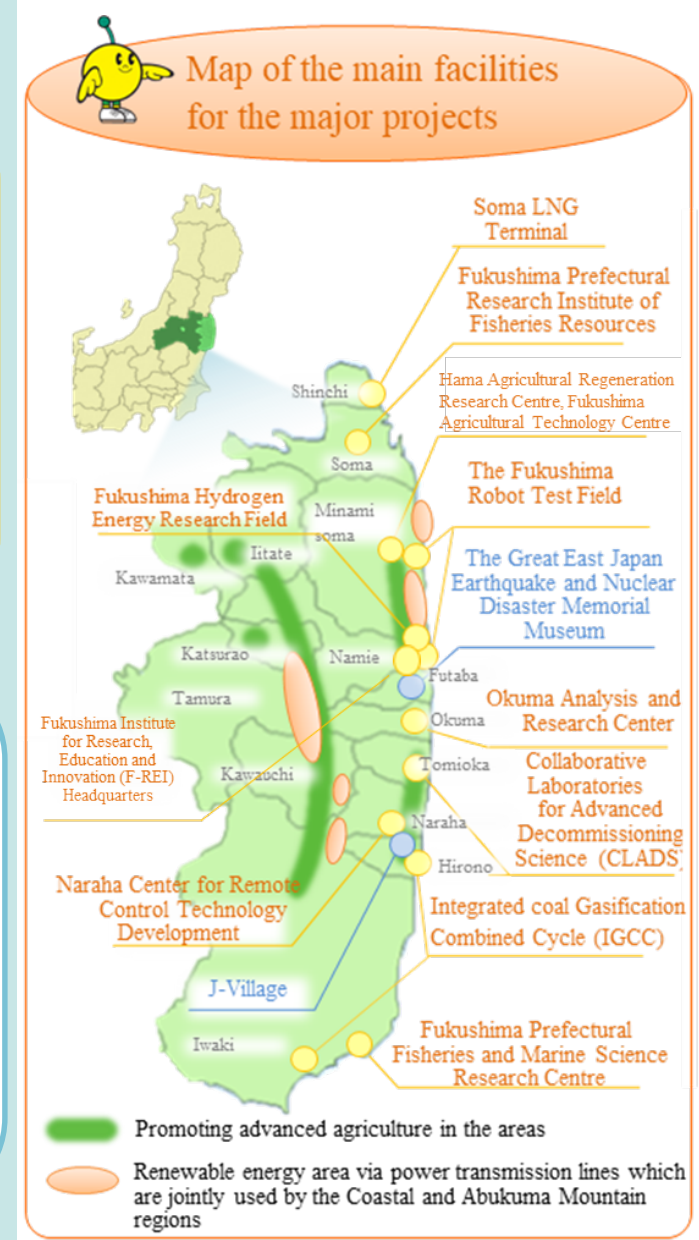 Map of the main facilities
for the major projects
Soma LNG
Terminal
Fukushima Prefectural
Research Institute of
Fisheries Resources
Shinchi
Hama Agricultural Regeneration
Research Centre, Fukushima
Agricultural Technology Centre
Soma
The Fukushima
Robot Test Field
Fukushima Hydrogen
Energy Research Field
Minami
soma
Iitate
Kawamata
The Great East Japan
Earthquake and Nuclear
Disaster Memorial
Museum
Katsurao
Namie
Futaba
Tamura
Okuma Analysis and
Research Center
Okuma
Fukushima Institute
for Research,
Education and
Innovation (F-REI)
Headquarters
Kawauchi
Tomioka
Collaborative
Laboratories
for Advanced
Decommissioning
Science (CLADS)
Naraha
Hirono
Naraha Center for Remote
Control Technology
Development
Integrated coal Gasification
Combined Cycle (IGCC)
J-Village
Iwaki
Fukushima Prefectural
Fisheries and Marine Science
Research Centre
Promoting advanced agriculture in the areas
Renewable energy area via power transmission lines which
are jointly used by the Coastal and Abukuma Mountain
regions